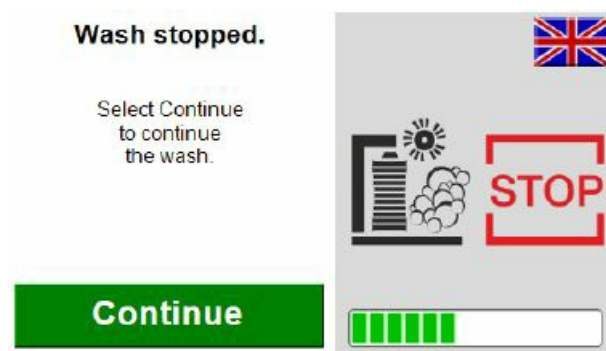 Wash stopped.
Select Continue
to continue
the wash.
STOP
Continue